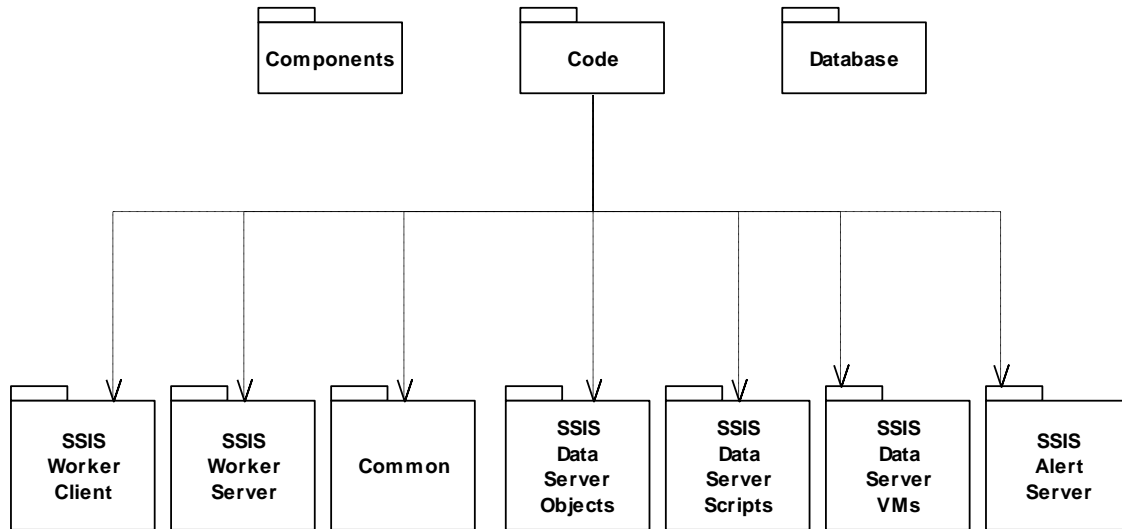 Components
Code
Database
SSIS
Worker
Client
SSIS
Worker
Server
Common
SSIS
Data
Server
Objects
SSIS
Data
Server
Scripts
SSIS
Data
Server
VMs
SSIS
Alert
Server